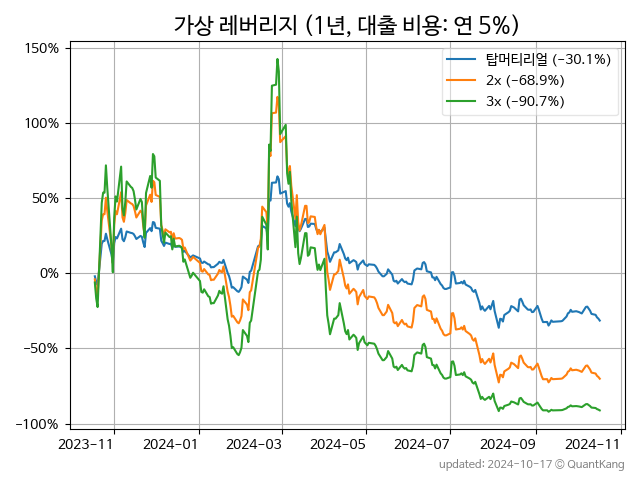 가상 레버리지 (1년, 대출 비용: 연 5%)
150%
100%
50%
0%
−50%
−100%
탑머티리얼 (−30.1%)
2x (−68.9%)
3x (−90.7%)
2023-11
2024-01
2024-03
2024-05
2024-07
2024-09
2024-11
updated: 2024-10-17 © QuantKang